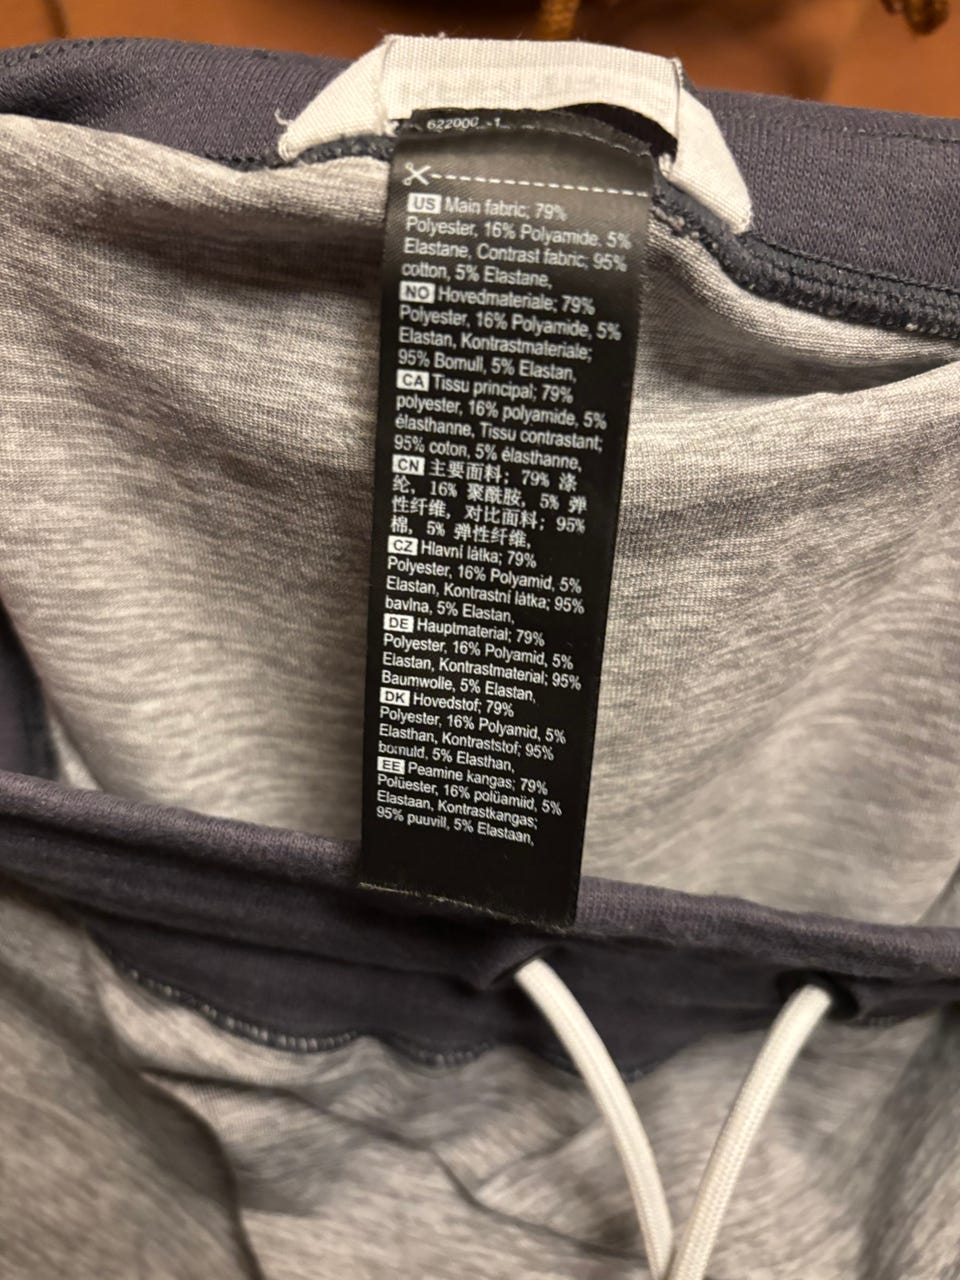 622000 -1
US Main fabric; 79%
Polyester, 16% Polyamide, 5%
Elastane, Contrast fabric; 95%
cotton, 5% Elastane,
NO Hovedmateriale; 79%
Polyester, 16% Polyamide, 5%
Elastan, Kontrastmateriale;
95% Bomull, 5% Elastan,
CA Tissu principal; 79%
polyester, 16% polyamide, 5%
élasthanne, Tissu contrastant;
95% coton, 5% élasthanne,
CN 主要面料; 79% 涤
纶, 16% 聚酰胺, 5% 弹
性纤维, 对比面料; 95%
棉, 5% 弹性纤维,
CZ Hlavní látka; 79%
Polyester, 16% Polyamid, 5%
Elastan, Kontrastní látka; 95%
bavlna, 5% Elastan,
DE Hauptmaterial; 79%
Polyester, 16% Polyamid, 5%
Elastan, Kontrastmaterial; 95%
Baumwolle, 5% Elastan,
DK Hovedstof; 79%
Polyester, 16% Polyamid, 5%
Elasthan, Kontraststof; 95%
bomuld, 5% Elasthan,
EE Peamine kangas; 79%
Polüester, 16% polüamiid, 5%
Elastaan, Kontrastkangas;
95% puuvill, 5% Elastaan,